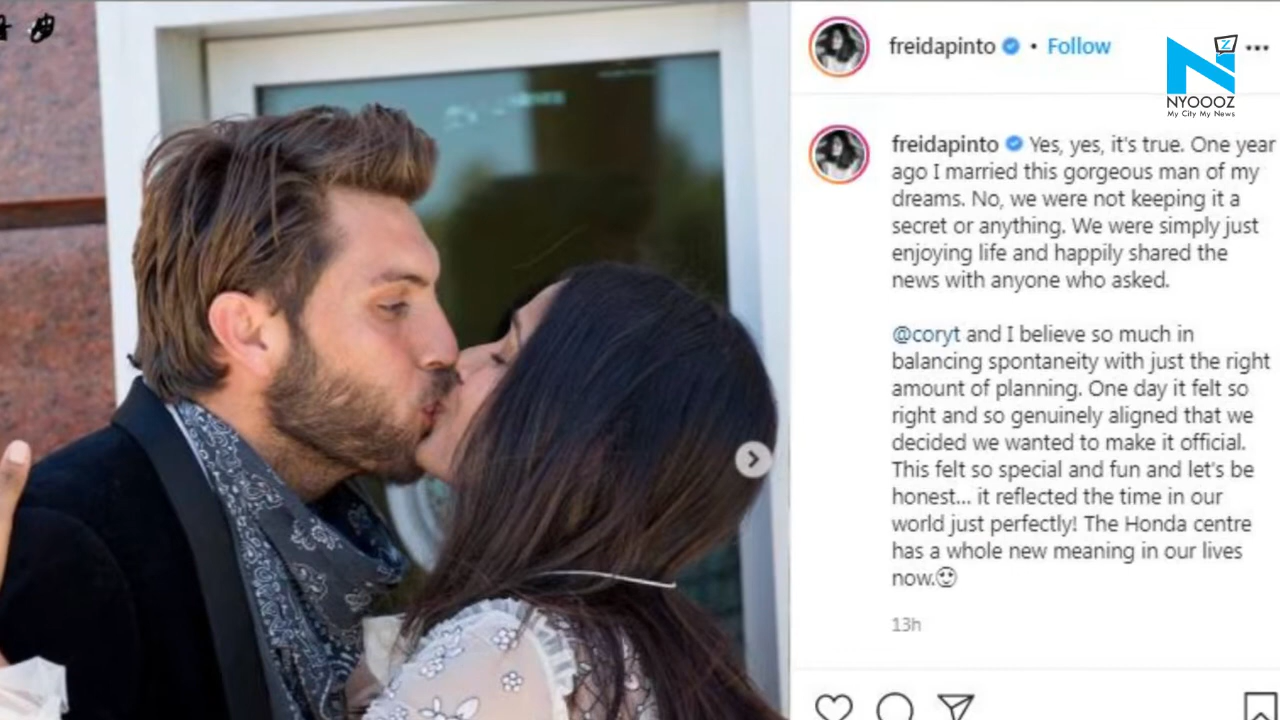 freidapinto • Follow
NYOOOZ
My City My News
freidapinto Yes, yes, it's true. One year
ago I married this gorgeous man of my
dreams. No, we were not keeping it a
secret or anything. We were simply just
enjoying life and happily shared the
news with anyone who asked.
@coryt and I believe so much in
balancing spontaneity with just the right
amount of planning. One day it felt so
right and so genuinely aligned that we
decided we wanted to make it official.
This felt so special and fun and let's be
honest... it reflected the time in our
world just perfectly! The Honda centre
has a whole new meaning in our lives
now.
13h